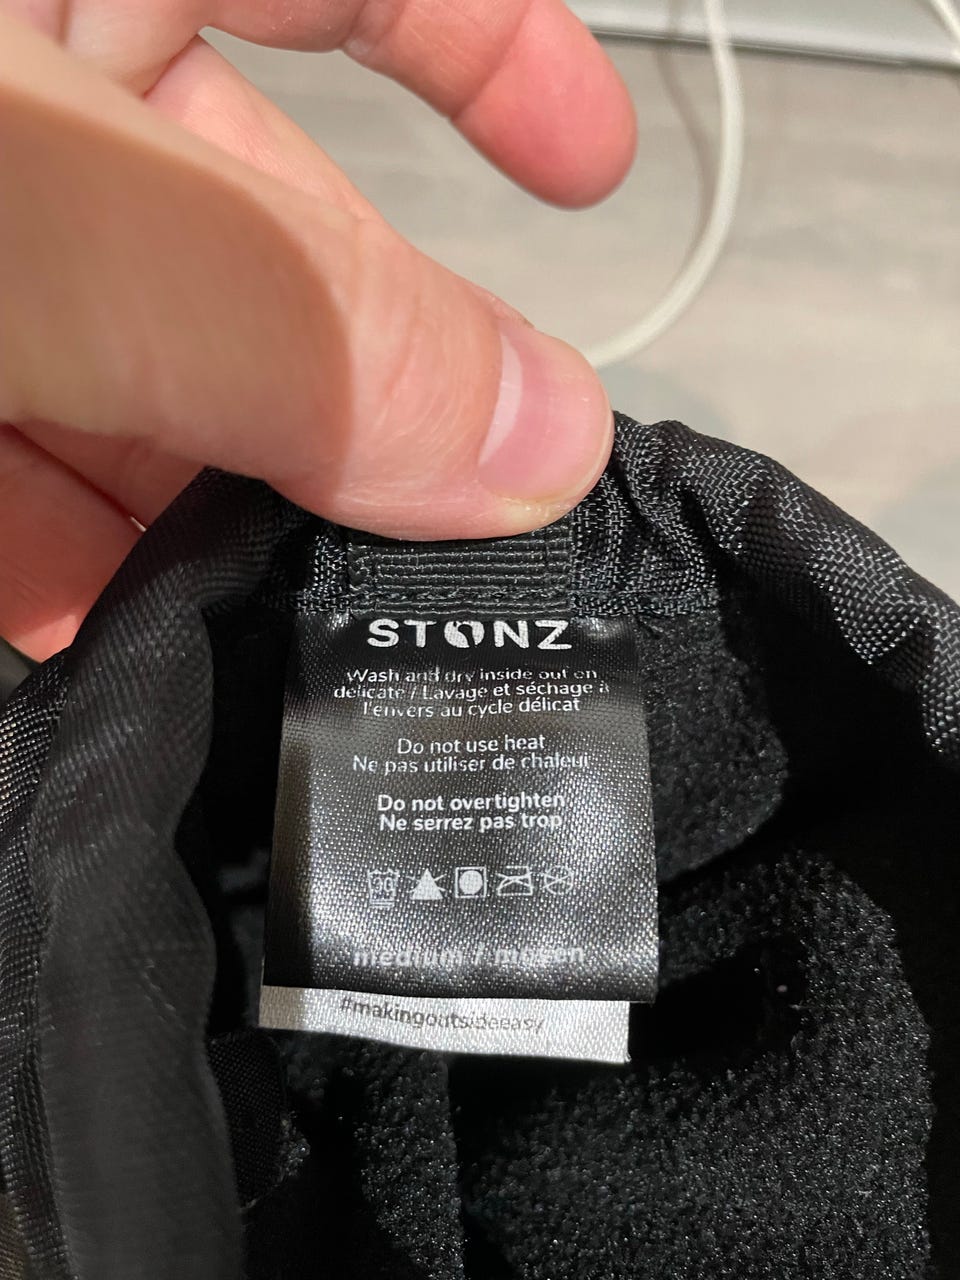 STONZ
Wash and dry inside out on
delicate / Lavage et séchage à
l'envers au cycle délicat
Do not use heat
Ne pas utiliser de chaleur
Do not overtighten
Ne serrez pas trop
30
medium / moyen
#makingoutsideeasy